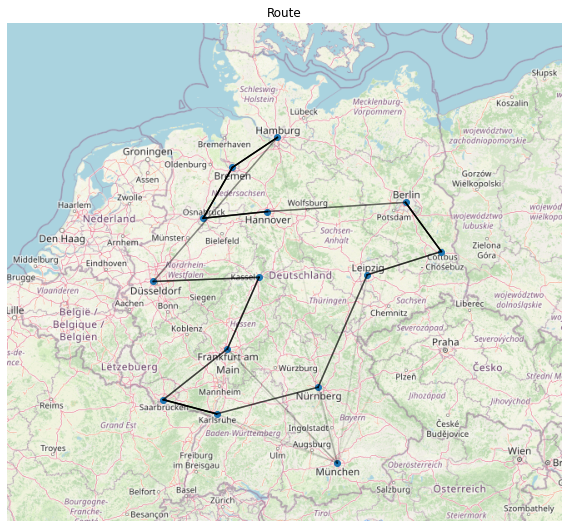 Route
Słupsk
Schleswig-
Holstein
Mecklenburg-
Vorpommern
Koszalin
Lübeck
Hamburg
Bremerhaven
Groningen
Oldenburg
Bremen
Assen
województwo
zachodniopomorskie
Gorzów
Wielkopolski
Zwolle
Niedersachsen
Haarlem
Nederland
Osnabrück
Hannover
Wolfsburg
Berlin
Potsdam
województwo
lubuskie
Den Haag
Arnhem
Münster
Bielefeld
Sachsen-
Anhalt
Zielona
Góra
Middelburg
Eindhoven
Brugge
Cottbus -
Chóśebuz
Vlaanderen
Nordrhein-
Westfalen
Kassel
Deutschland
Leipzig
Düsseldorf
Lille
België /
Belgique /
Belgien
Aachen
Bonn
Siegen
Thüringen
Sachsen
Liberec
Chemnitz
Koblenz
Hessen
Severozápad
Severovýchod
Praha
Lëtzebuerg
Frankfurt am
Main
Würzburg
Plzeň
Česko
Mannheim
Reims
Saarbrücken
Nürnberg
Jihozápad
Jihovýchod
Karlsruhe
Grand Est
Baden-Württemberg
Bayern
České
Budějovice
Troyes
Ingolstadt
Augsburg
Freiburg
im Breisgau
Ulm
München
Oberösterreich
Wien
Belfort
Basel
Salzburg
Österreich
Zürich
Besançon
Bourgogne-
Franche-
Tirol
Szombathely